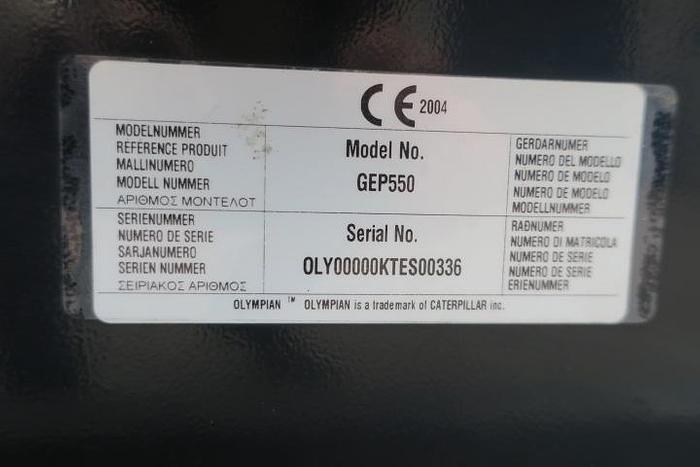 CE 2004
MODELNUMMER
REFERENCE PRODUIT
MALLINUMERO
MODELL NUMMER
ΑΡΙΘΜΟΣ ΜΟΝΤΕΛΟΤ
Model No.
GEP550
GERDARNUMER
NUMERO DEL MODELLO
NUMERO DE MODELO
NUMERO DE MODELO
MODELLNUMMER
SERIENUMMER
NUMERO DE SERIE
SARJANUMERO
SERIEN NUMMER
ΣΕΙΡΙΑΚΟΣ ΑΡΙΘΜΟΣ
Serial No.
OLY00000KTES00336
RAÐNUMER
NUMERO DI MATRICOLA
NUMERO DE SERIE
NUMERO DE SERIE
ERIENUMMER
OLYMPIAN ™ OLYMPIAN is a trademark of CATERPILLAR inc.